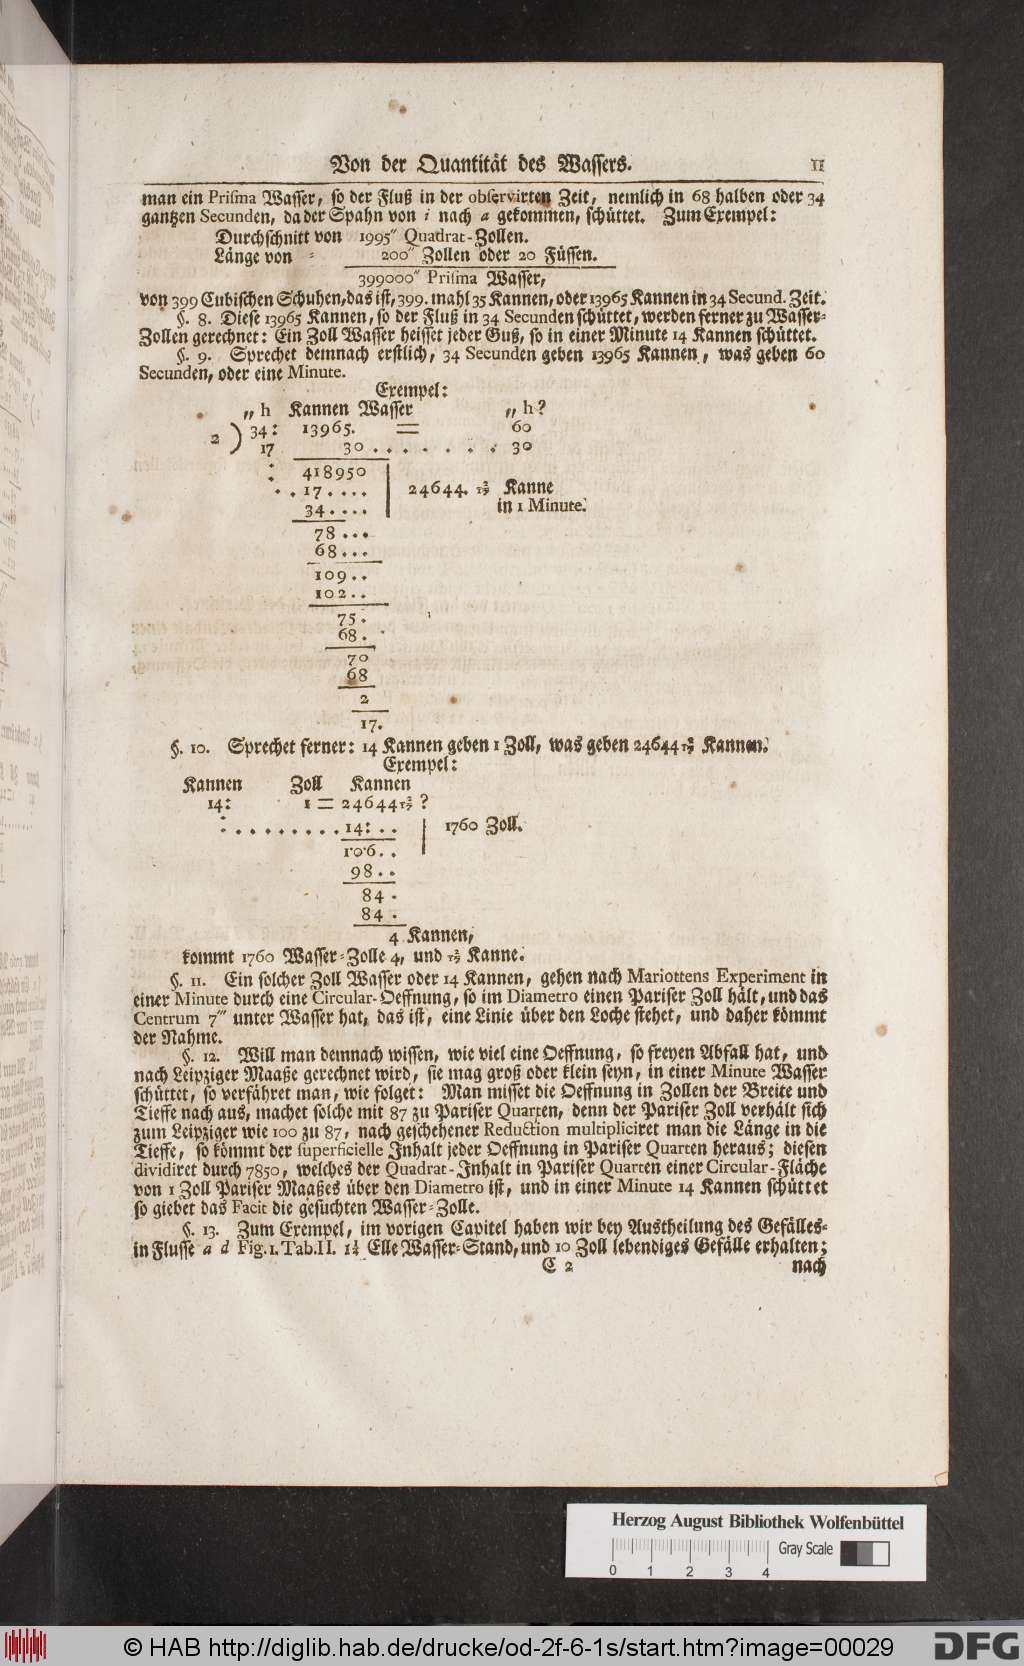 Von der Quantität des Wassers. 11
man ein Prisma Wasser, so der Fluß in der observirten Zeit, nemlich in 68 halben oder 34
gantzen Secunden, da der Spahn von i nach a gekommen, schüttet. Zum Exempel:
Durchschnitt von 1995″ Quadrat-Zollen.
Länge von - 200″ Zollen oder 20 Füssen.
399000″ Prisma Wasser,
von 399 Cubischen Schuhen, das ist, 399. mahl 35 Kannen, oder 13965 Kannen in 34 Secund. Zeit.
§. 8. Diese 13965 Kannen, so der Fluß in 34 Secunden schüttet, werden ferner zu Wasser-
Zollen gerechnet: Ein Zoll Wasser heisset jeder Guß, so in einer Minute 14 Kannen schüttet.
§. 9. Sprechet demnach erstlich, 34 Secunden geben 13965 Kannen, was geben 60
Secunden, oder eine Minute.
Exempel:
„ h Kannen Wasser „ h?
2 ) 34: 13965. = 60
17 30 . . . . . . . 30
: 418950
. . 17 . . . . | 24644. 2/17 Kanne
34 . . . . in 1 Minute.
78 . . .
68 . . .
109 . .
102 . .
75 .
68 .
70
68
2
17.
§. 10. Sprechet ferner: 14 Kannen geben 1 Zoll, was geben 24644 2/17 Kannen.
Exempel:
Kannen Zoll Kannen
14: 1 = 24644 2/17 ?
: . . . . . . . . 14: . . | 1760 Zoll.
106 . .
98 . .
84 .
84 .
4 Kannen,
kommt 1760 Wasser-Zolle 4, und 2/17 Kanne.
§. 11. Ein solcher Zoll Wasser oder 14 Kannen, gehen nach Mariottens Experiment in
einer Minute durch eine Circular-Oeffnung, so im Diametro einen Pariser Zoll hält, und das
Centrum 7‴ unter Wasser hat, das ist, eine Linie über den Loche stehet, und daher kömmt
der Nahme.
§. 12. Will man demnach wissen, wie viel eine Oeffnung, so freyen Abfall hat, und
nach Leipziger Maaße gerechnet wird, sie mag groß oder klein seyn, in einer Minute Wasser
schüttet, so verfähret man, wie folget: Man misset die Oeffnung in Zollen der Breite und
Tieffe nach aus, machet solche mit 87 zu Pariser Quarten, denn der Pariser Zoll verhält sich
zum Leipziger wie 100 zu 87, nach geschehener Reduction multipliciret man die Länge in die
Tieffe, so kömmt der superficielle Inhalt jeder Oeffnung in Pariser Quarten heraus; diesen
dividiret durch 7850, welches der Quadrat-Inhalt in Pariser Quarten einer Circular-Fläche
von 1 Zoll Pariser Maaßes über den Diametro ist, und in einer Minute 14 Kannen schüttet
so giebet das Facit die gesuchten Wasser-Zolle.
§. 13. Zum Exempel, im vorigen Capitel haben wir bey Austheilung des Gefälles-
in Flusse a d Fig. 1. Tab. II. 1¼ Elle Wasser-Stand, und 10 Zoll lebendiges Gefälle erhalten;
C 2 nach
Herzog August Bibliothek Wolfenbüttel
Gray Scale
0 1 2 3 4
© HAB http://diglib.hab.de/drucke/od-2f-6-1s/start.htm?image=00029
DFG